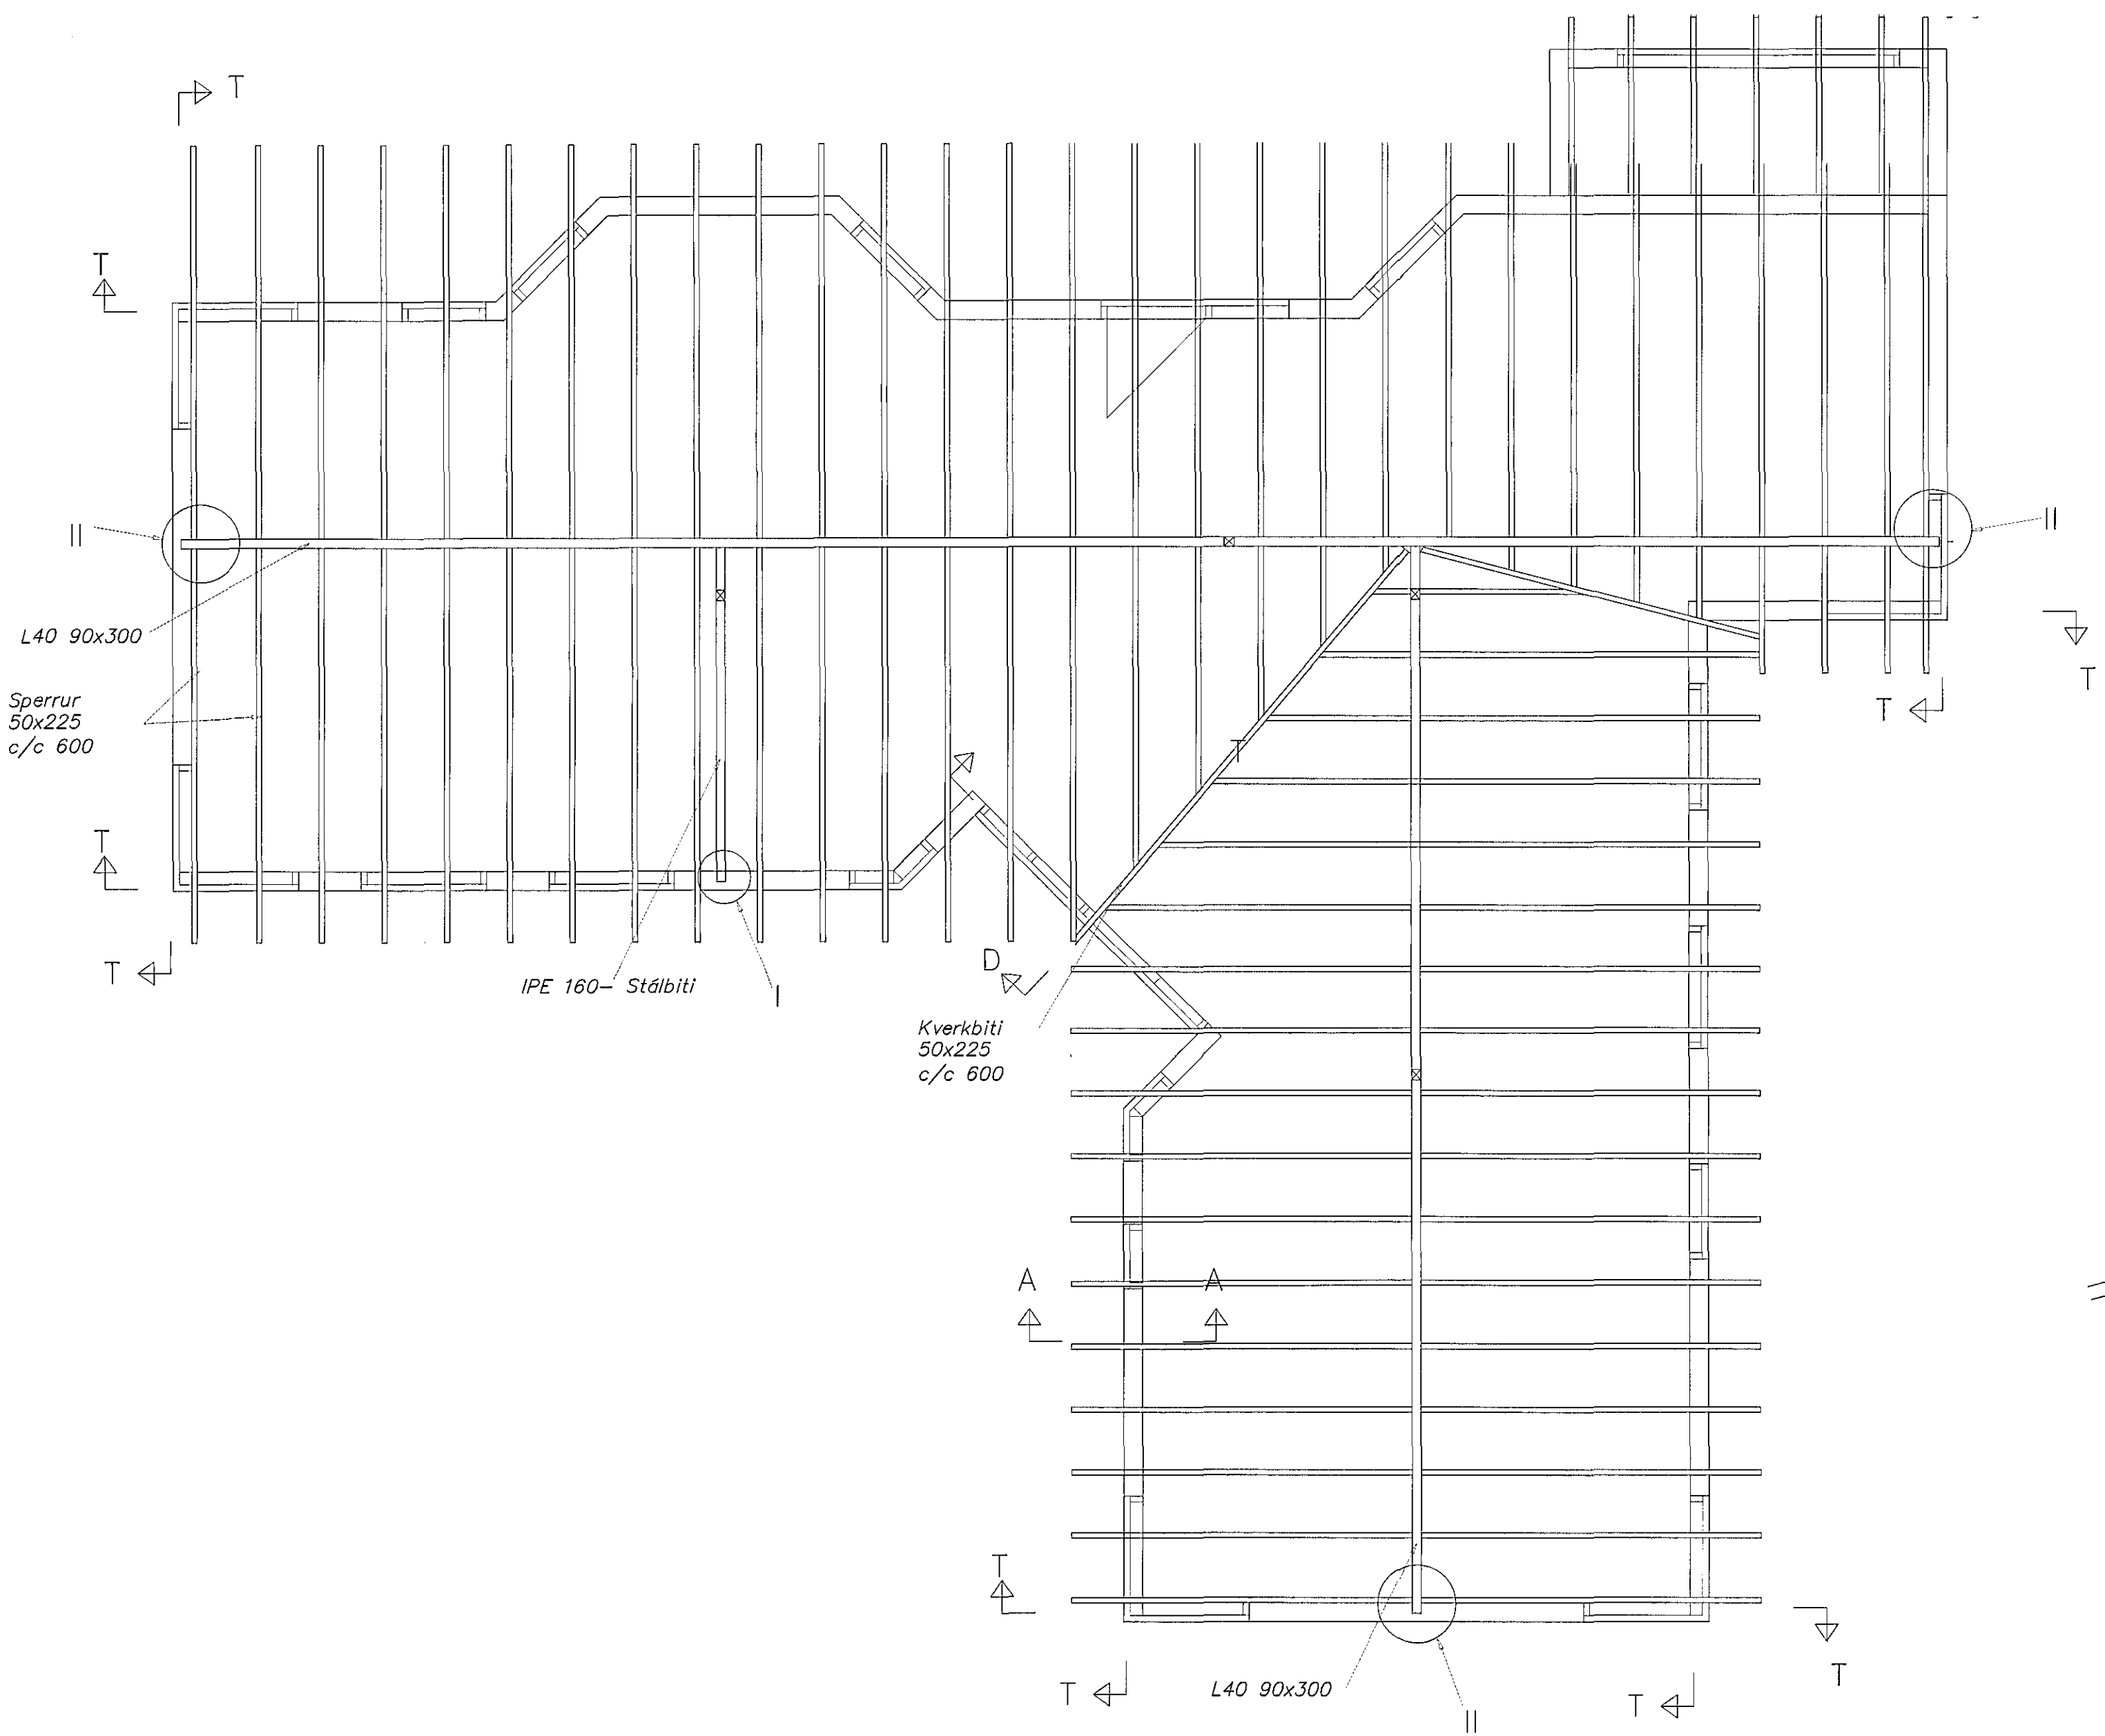 T
T
II
II
L40 90x300
Sperrur
50x225
c/c 600
T
T
T
T
T
D
IPE 160- Stálbiti
I
Kverkbiti
50x225
c/c 600
A
A
T
T
T
L40 90x300
T
II